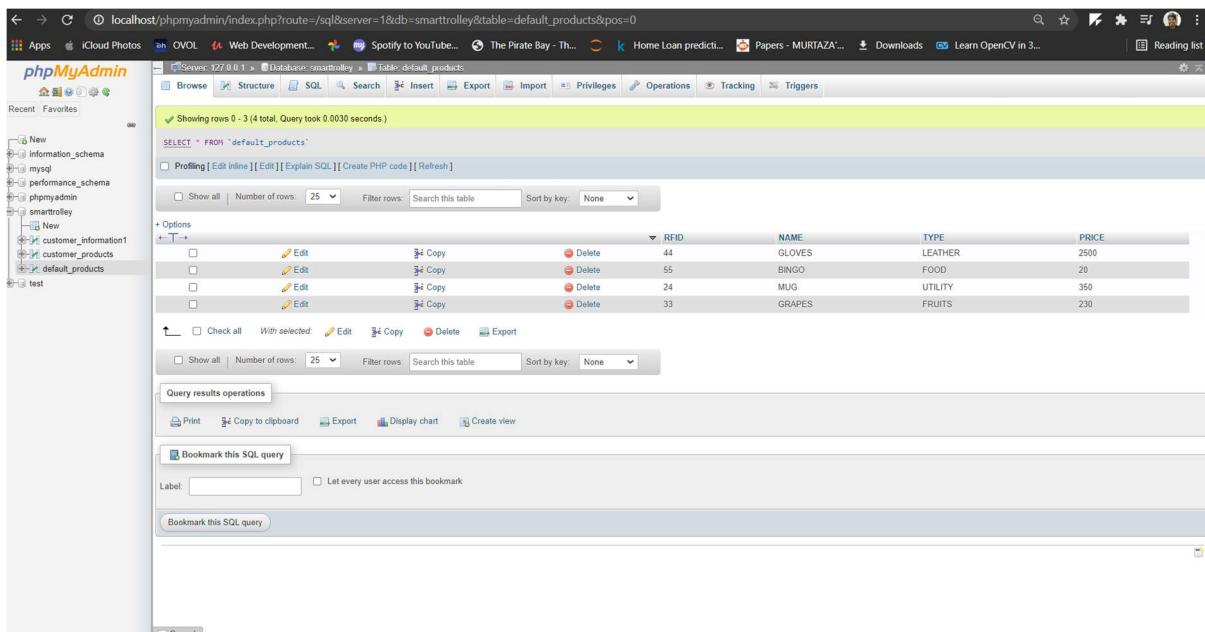 localhost/phpmyadmin/index.php?route=/sql&server=1&db=smarttrolley&table=default_products&pos=0
Apps iCloud Photos OVOL Web Development... Spotify to YouTube... The Pirate Bay - Th... Home Loan predicti... Papers - MURTAZA'... Downloads Learn OpenCV in 3... Reading list
phpMyAdmin
Recent Favorites
New
information_schema
mysql
performance_schema
phpmyadmin
smarttrolley
New
customer_information1
customer_products
default_products
test
Server: 127.0.0.1 » Database: smarttrolley » Table: default_products
Browse Structure SQL Search Insert Export Import Privileges Operations Tracking Triggers
Showing rows 0 - 3 (4 total, Query took 0.0030 seconds.)
SELECT * FROM `default_products`
Profiling [ Edit inline ] [ Edit ] [ Explain SQL ] [ Create PHP code ] [ Refresh ]
Show all | Number of rows: 25 Filter rows: Search this table Sort by key: None
+ Options
RFID NAME TYPE PRICE
Edit Copy Delete 44 GLOVES LEATHER 2500
Edit Copy Delete 55 BINGO FOOD 20
Edit Copy Delete 24 MUG UTILITY 350
Edit Copy Delete 33 GRAPES FRUITS 230
Check all With selected: Edit Copy Delete Export
Show all | Number of rows: 25 Filter rows: Search this table Sort by key: None
Query results operations
Print Copy to clipboard Export Display chart Create view
Bookmark this SQL query
Label: Let every user access this bookmark
Bookmark this SQL query